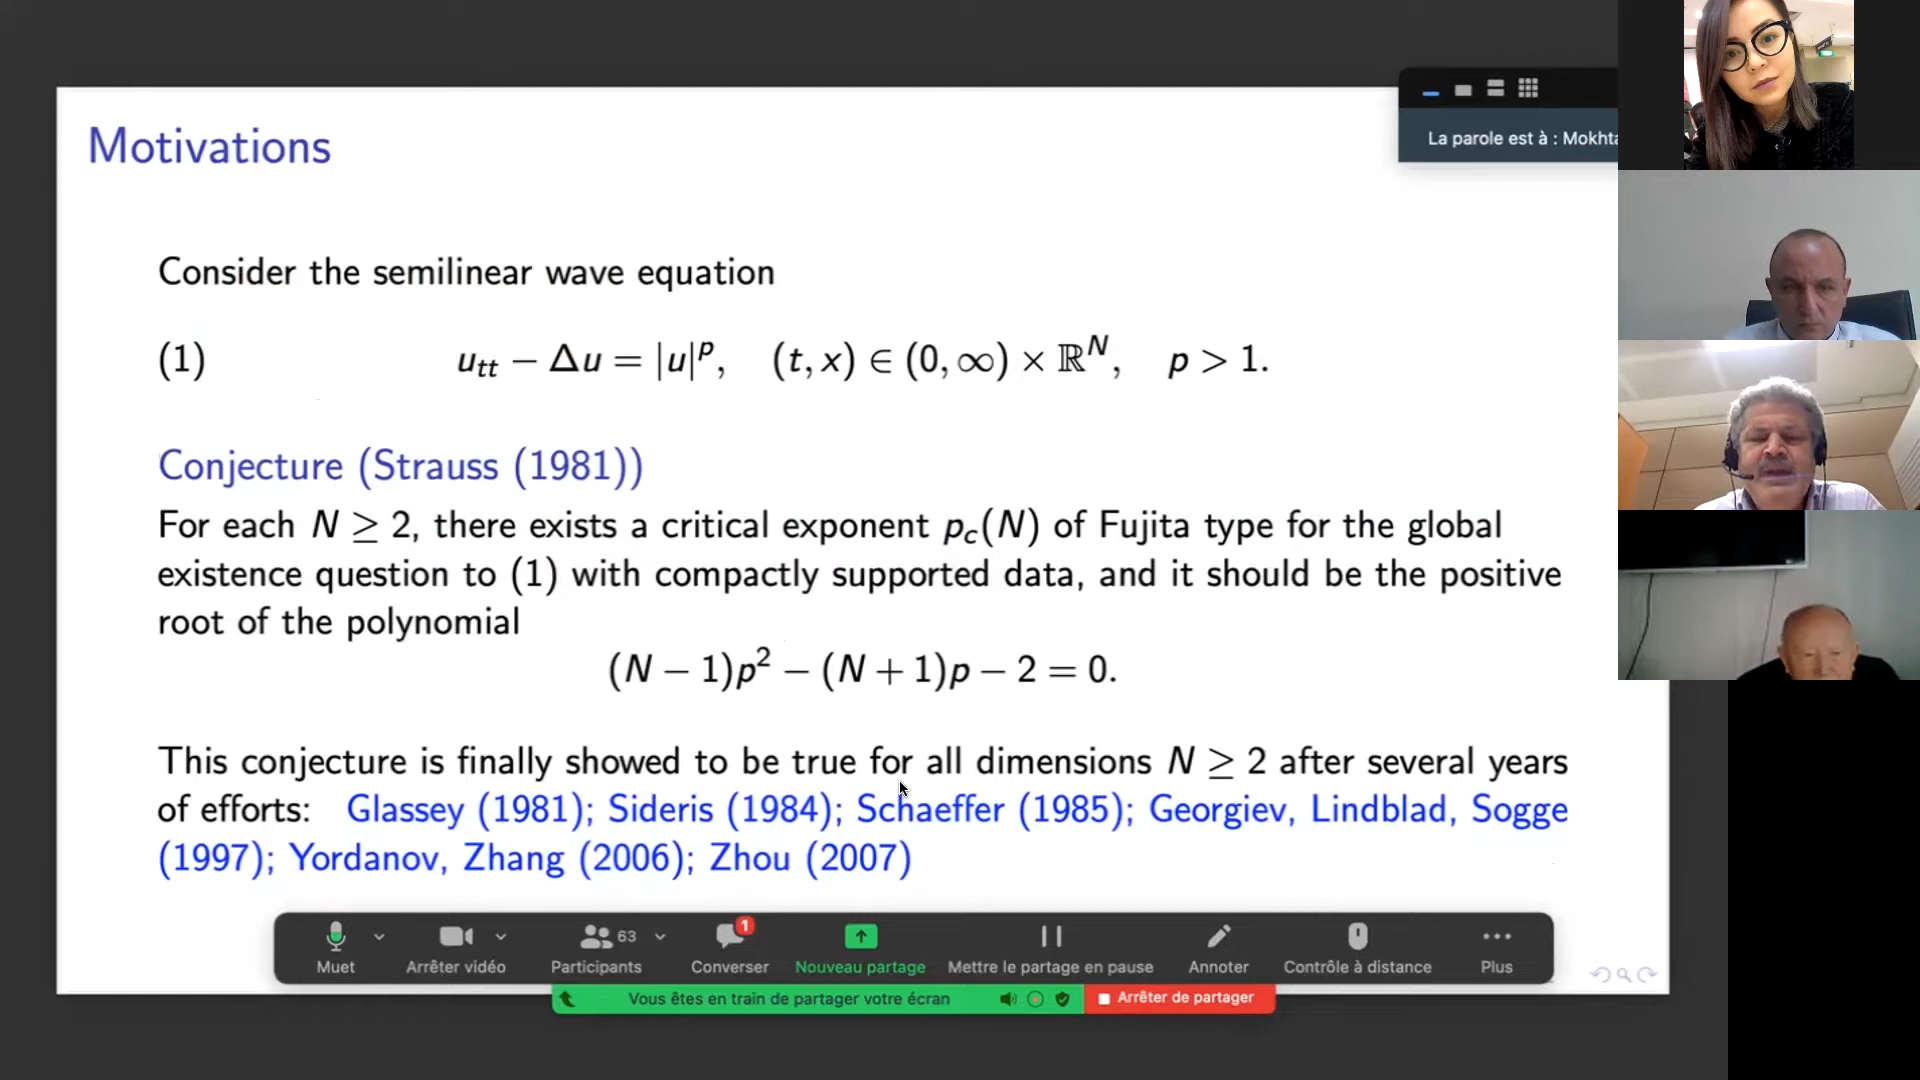 Motivations
La parole est à : Mokhta
Consider the semilinear wave equation
(1) u_{tt} − Δu = |u|^p, (t, x) ∈ (0, ∞) × ℝ^N, p > 1.
Conjecture (Strauss (1981))
For each N ≥ 2, there exists a critical exponent p_c(N) of Fujita type for the global
existence question to (1) with compactly supported data, and it should be the positive
root of the polynomial
(N − 1)p² − (N + 1)p − 2 = 0.
This conjecture is finally showed to be true for all dimensions N ≥ 2 after several years
of efforts: Glassey (1981); Sideris (1984); Schaeffer (1985); Georgiev, Lindblad, Sogge
(1997); Yordanov, Zhang (2006); Zhou (2007)
63 1
Muet Arrêter vidéo Participants Converser Nouveau partage Mettre le partage en pause Annoter Contrôle à distance Plus
Vous êtes en train de partager votre écran Arrêter de partager